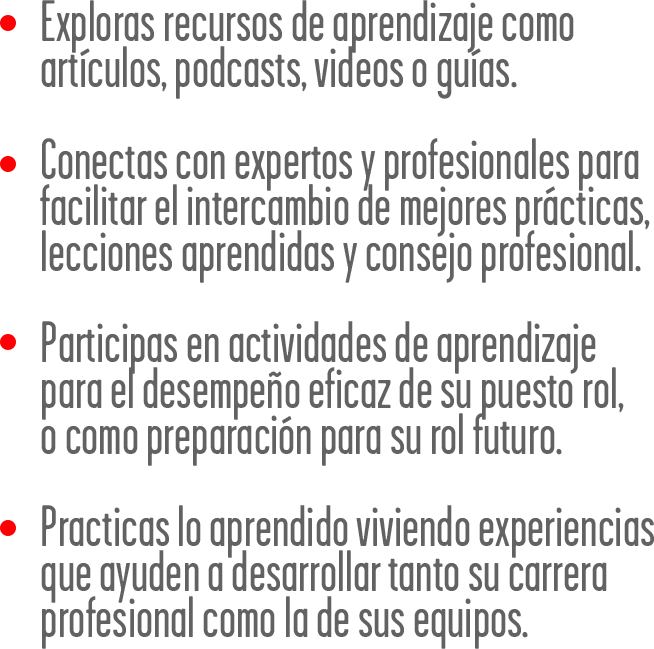 • Exploras recursos de aprendizaje como
artículos, podcasts, videos o guías.
• Conectas con expertos y profesionales para
facilitar el intercambio de mejores prácticas,
lecciones aprendidas y consejo profesional.
• Participas en actividades de aprendizaje
para el desempeño eficaz de su puesto rol,
o como preparación para su rol futuro.
• Practicas lo aprendido viviendo experiencias
que ayuden a desarrollar tanto su carrera
profesional como la de sus equipos.